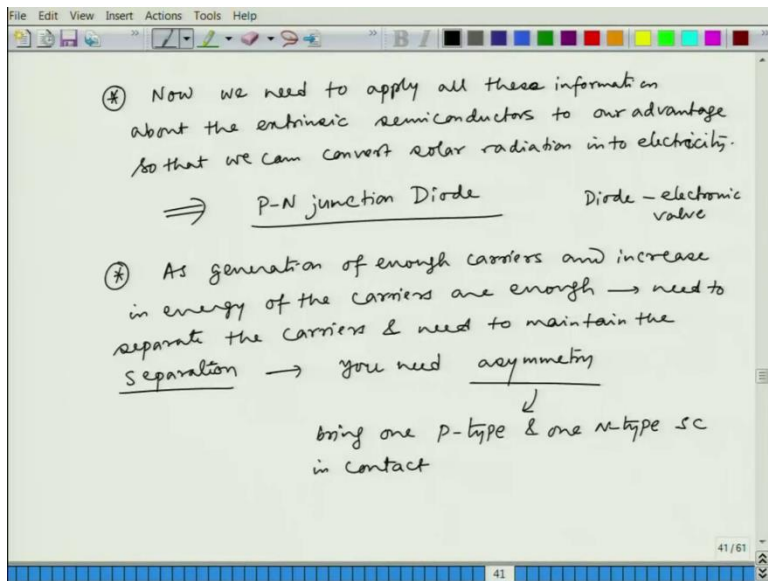 File Edit View Insert Actions Tools Help
(*) Now we need to apply all these information
about the extrinsic semiconductors to our advantage
so that we can convert solar radiation into electricity.
⇒ P-N junction Diode Diode - electronic
valve
(*) As generation of enough carriers and increase
in energy of the carriers are enough → need to
separate the carriers & need to maintain the
separation → you need asymmetry
↓
bring one P-type & one N-type SC
in contact
41/61
41